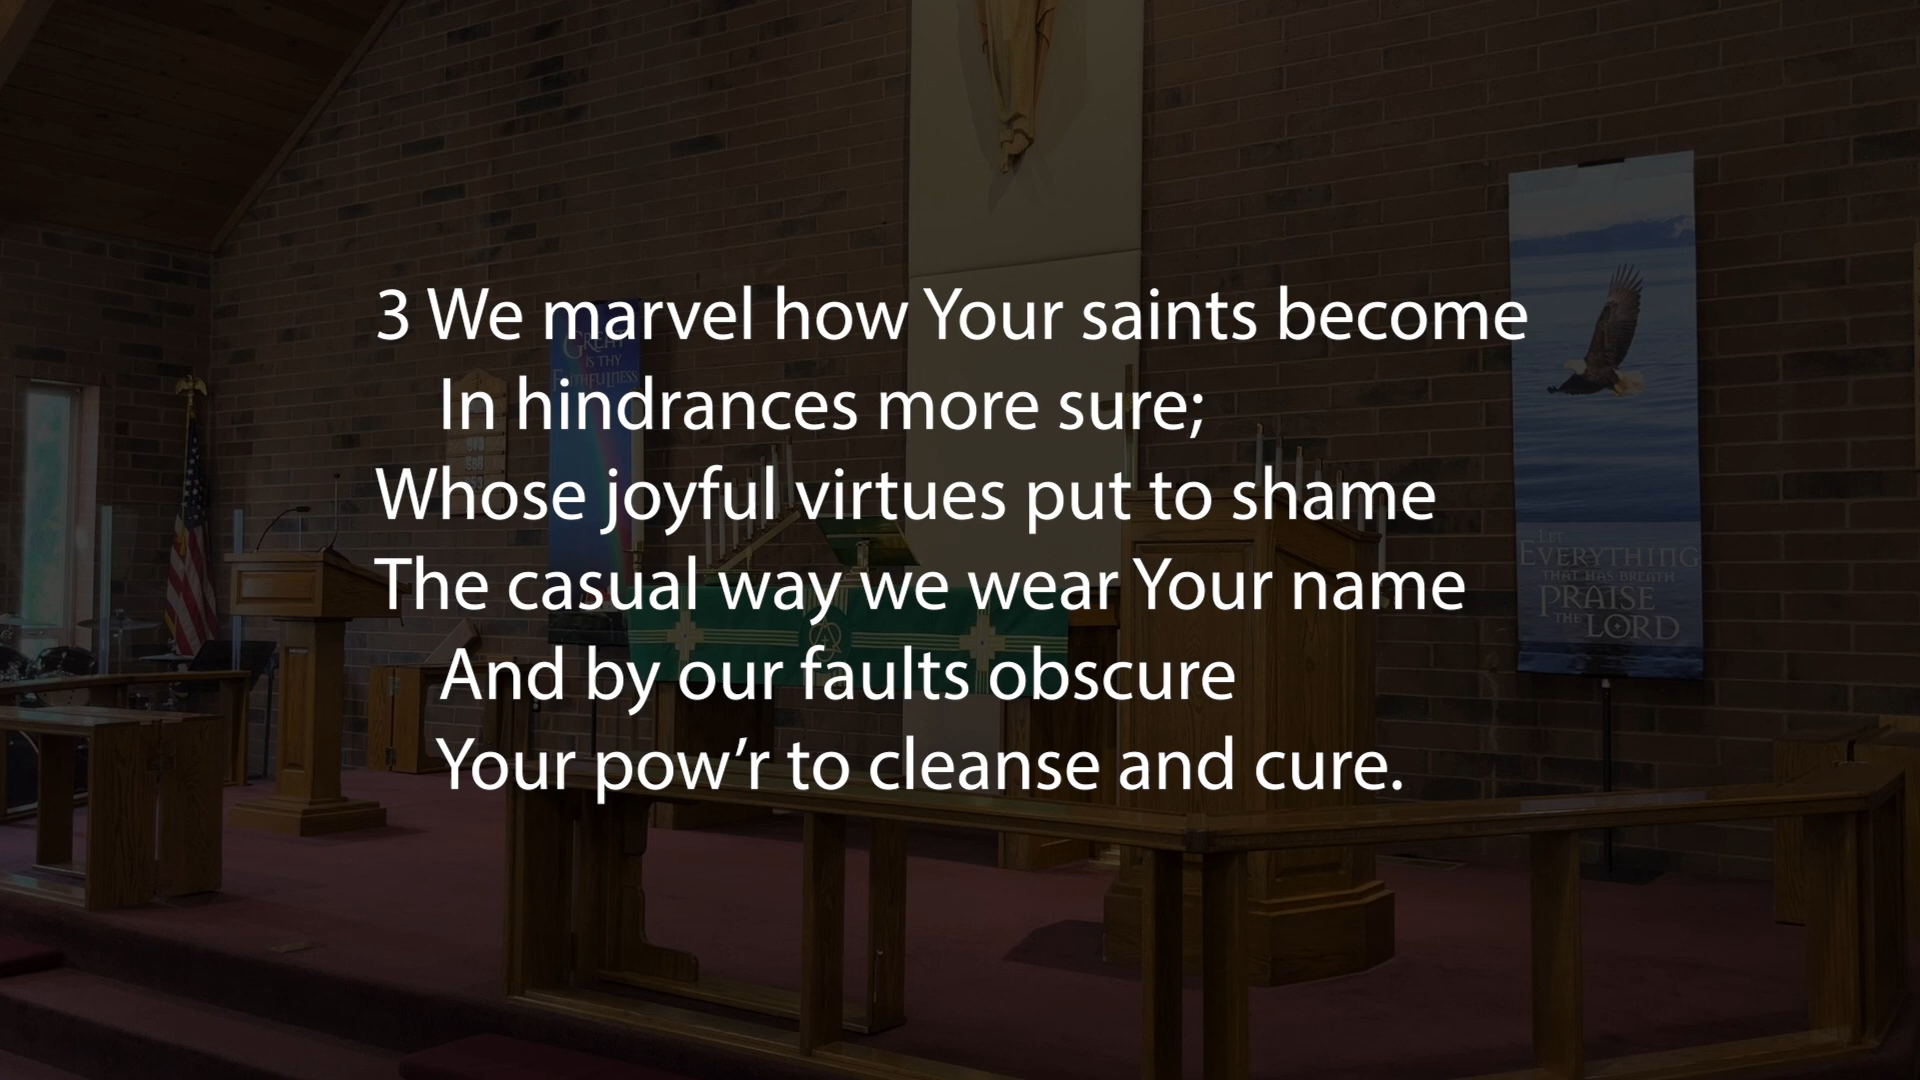 3 We marvel how Your saints become
In hindrances more sure;
Whose joyful virtues put to shame
The casual way we wear Your name
And by our faults obscure
Your pow’r to cleanse and cure.
GREAT
IS THY
FAITHFULNESS
LET
EVERYTHING
THAT HAS BREATH
PRAISE
THE LORD